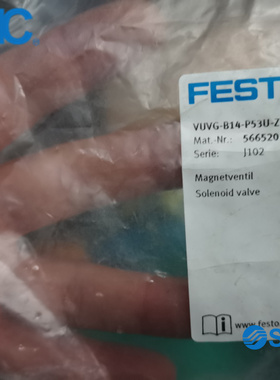 FESTO
VUVG-B14-P53U-Z
Mat.-Nr.: 566520
Serie: J102
Magnetventil
Solenoid valve
www.festo.